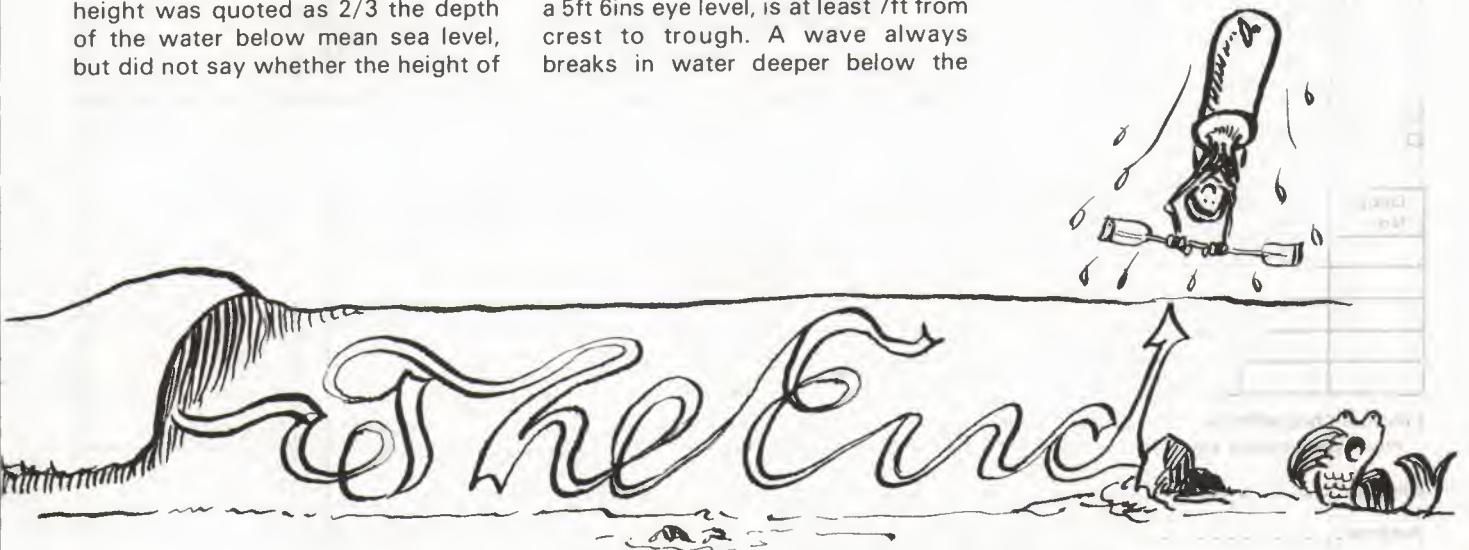 height was quoted as 2/3 the depth
of the water below mean sea level,
but did not say whether the height of
a 5ft 6ins eye level, is at least 7ft from
crest to trough. A wave always
breaks in water deeper below the
The End